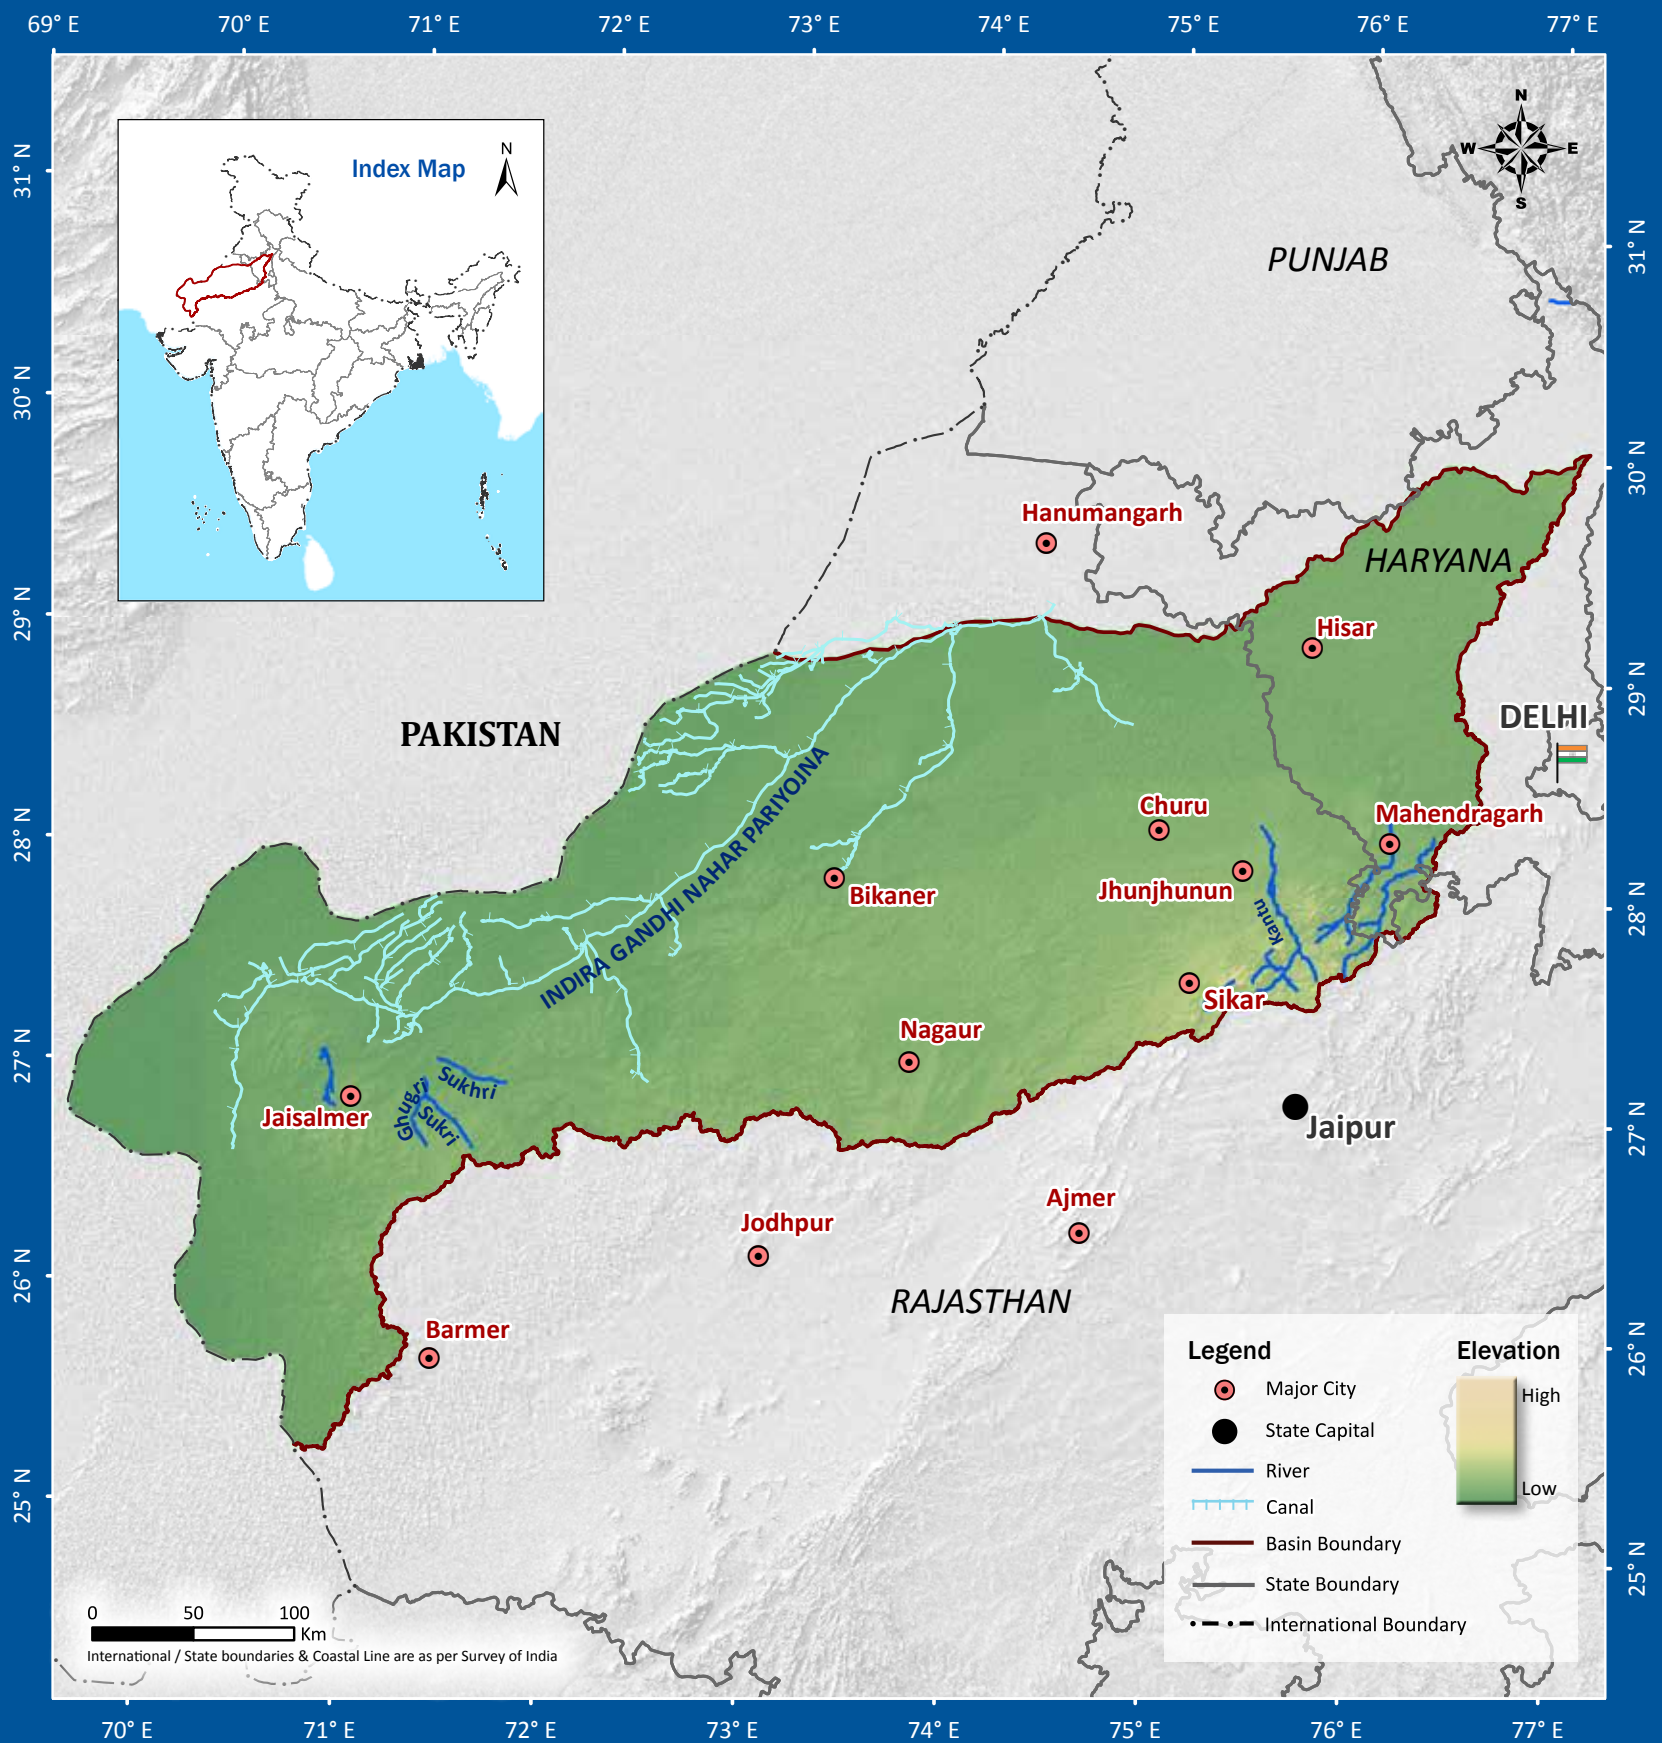 69° E
70° E
71° E
72° E
73° E
74° E
75° E
76° E
77° E
31° N
30° N
29° N
28° N
27° N
26° N
25° N
Index Map
N
N
W
E
S
PUNJAB
31° N
30° N
29° N
28° N
27° N
26° N
25° N
Hanumangarh
HARYANA
Hisar
PAKISTAN
DELHI
INDIRA GANDHI NAHAR PARIYOJNA
Churu
Mahendragarh
Bikaner
Jhunjhunun
Kantu
Sikar
Nagaur
Jaisalmer
Ghugri
Sukhri
Sukri
Jaipur
Ajmer
Jodhpur
RAJASTHAN
Barmer
Legend
Major City
State Capital
River
Canal
Basin Boundary
State Boundary
International Boundary
Elevation
High
Low
0
50
100
Km
International / State boundaries & Coastal Line are as per Survey of India
70° E
71° E
72° E
73° E
74° E
75° E
76° E
77° E